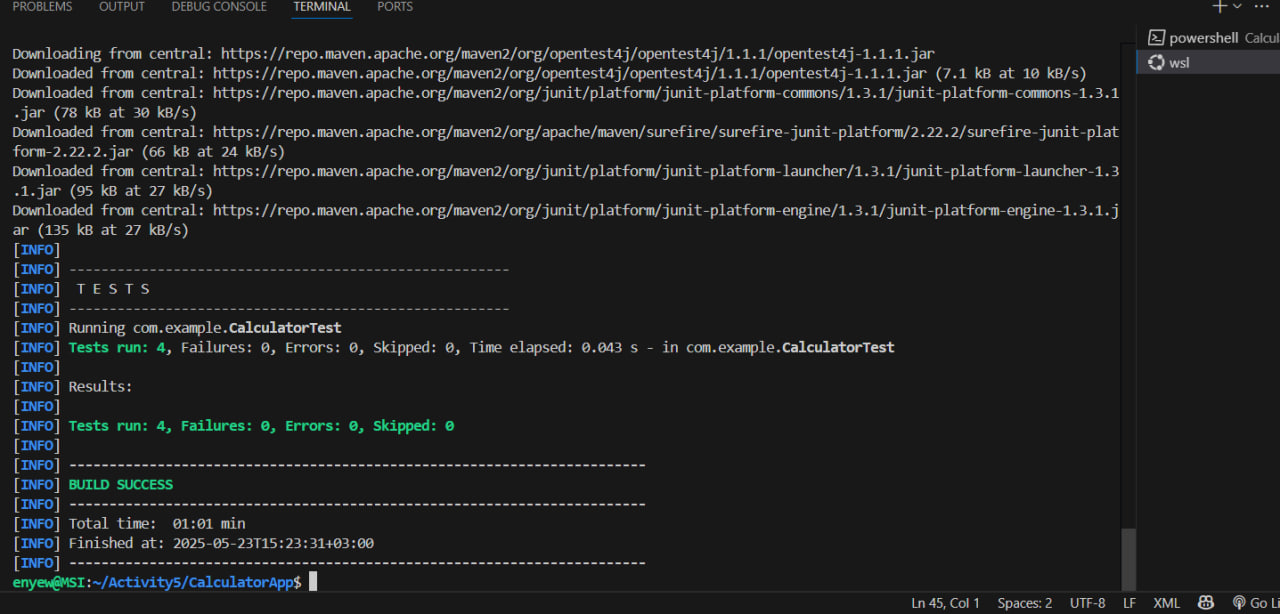 PROBLEMS OUTPUT DEBUG CONSOLE TERMINAL PORTS
Downloading from central: https://repo.maven.apache.org/maven2/org/opentest4j/opentest4j/1.1.1/opentest4j-1.1.1.jar
Downloaded from central: https://repo.maven.apache.org/maven2/org/opentest4j/opentest4j/1.1.1/opentest4j-1.1.1.jar (7.1 kB at 10 kB/s)
Downloaded from central: https://repo.maven.apache.org/maven2/org/junit/platform/junit-platform-commons/1.3.1/junit-platform-commons-1.3.1
.jar (78 kB at 30 kB/s)
Downloaded from central: https://repo.maven.apache.org/maven2/org/apache/maven/surefire/surefire-junit-platform/2.22.2/surefire-junit-plat
form-2.22.2.jar (66 kB at 24 kB/s)
Downloaded from central: https://repo.maven.apache.org/maven2/org/junit/platform/junit-platform-launcher/1.3.1/junit-platform-launcher-1.3
.1.jar (95 kB at 27 kB/s)
Downloaded from central: https://repo.maven.apache.org/maven2/org/junit/platform/junit-platform-engine/1.3.1/junit-platform-engine-1.3.1.j
ar (135 kB at 27 kB/s)
[INFO]
[INFO] -------------------------------------------------------
[INFO]  T E S T S
[INFO] -------------------------------------------------------
[INFO] Running com.example.CalculatorTest
[INFO] Tests run: 4, Failures: 0, Errors: 0, Skipped: 0, Time elapsed: 0.043 s - in com.example.CalculatorTest
[INFO]
[INFO] Results:
[INFO]
[INFO] Tests run: 4, Failures: 0, Errors: 0, Skipped: 0
[INFO]
[INFO] ------------------------------------------------------------------------
[INFO] BUILD SUCCESS
[INFO] ------------------------------------------------------------------------
[INFO] Total time:  01:01 min
[INFO] Finished at: 2025-05-23T15:23:31+03:00
[INFO] ------------------------------------------------------------------------
enyew@MSI:~/Activity5/CalculatorApp$
powershell Calcul
wsl
Ln 45, Col 1 Spaces: 2 UTF-8 LF XML Go Li